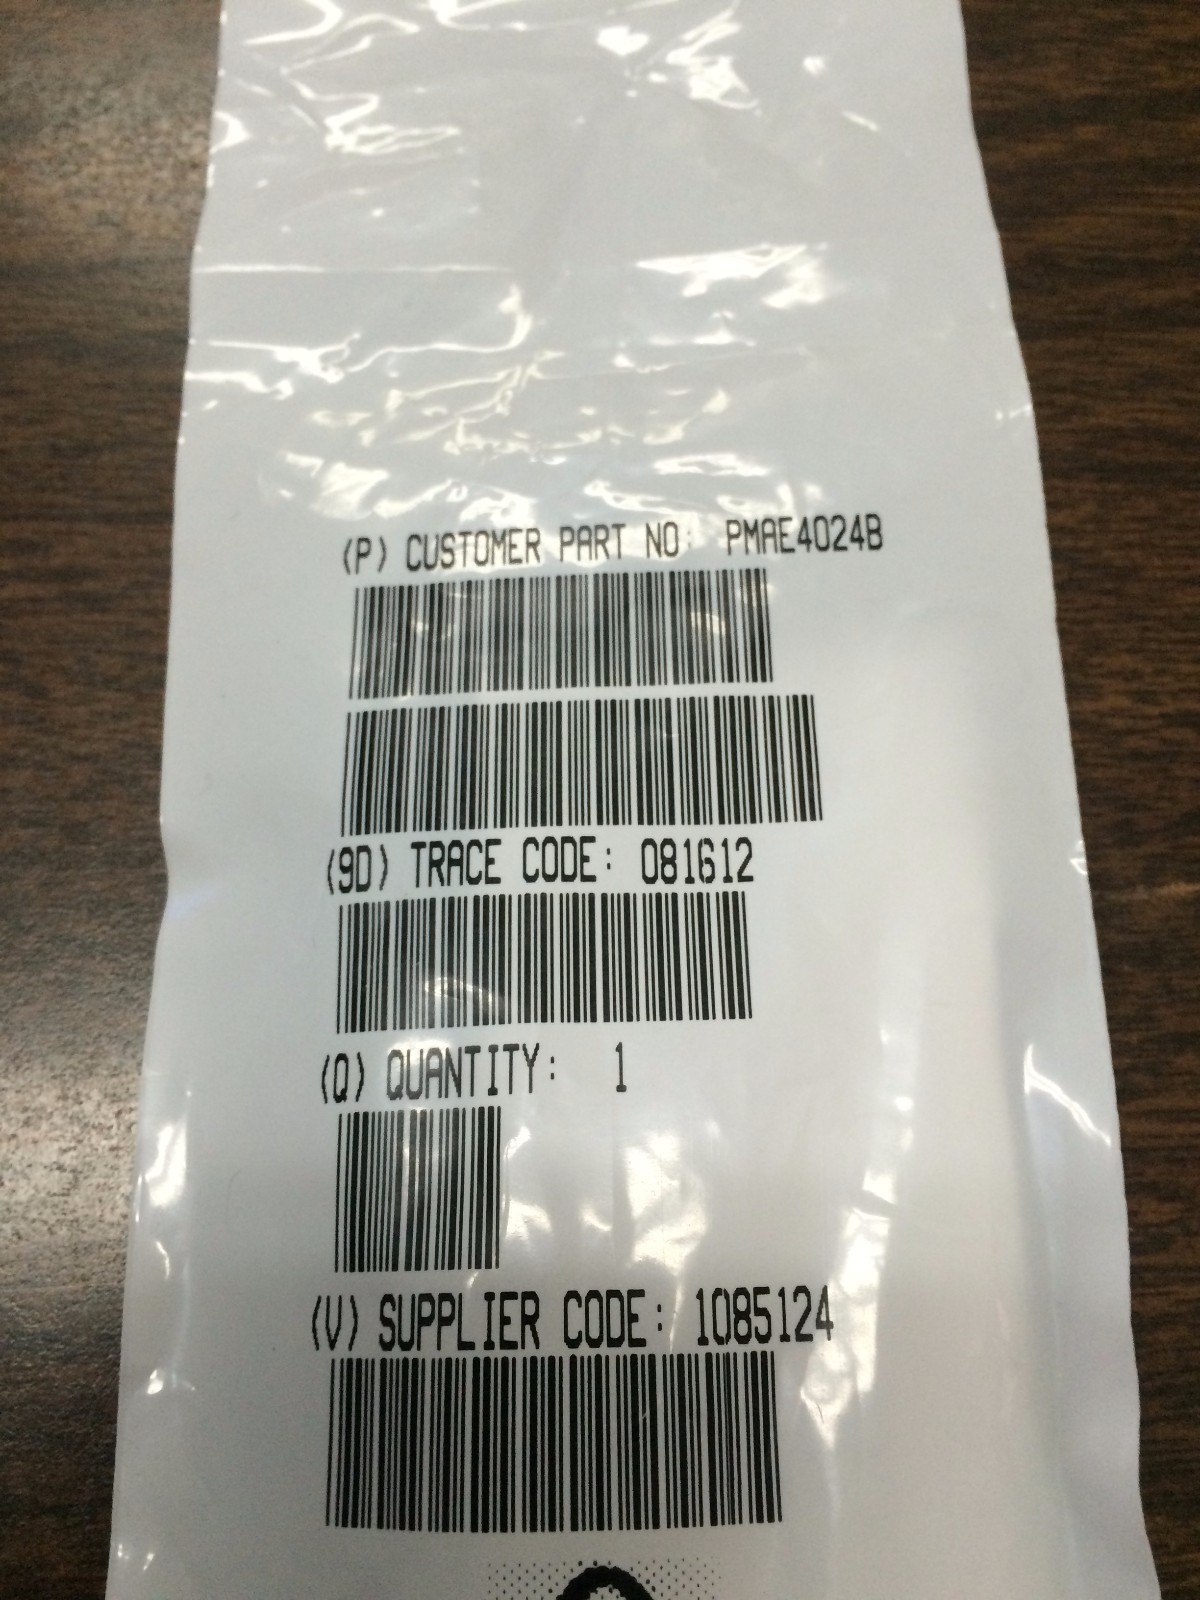 (P) CUSTOMER PART NO: PMAE4024B
(9D) TRACE CODE: 081612
(Q) QUANTITY: 1
(V) SUPPLIER CODE: 1085124